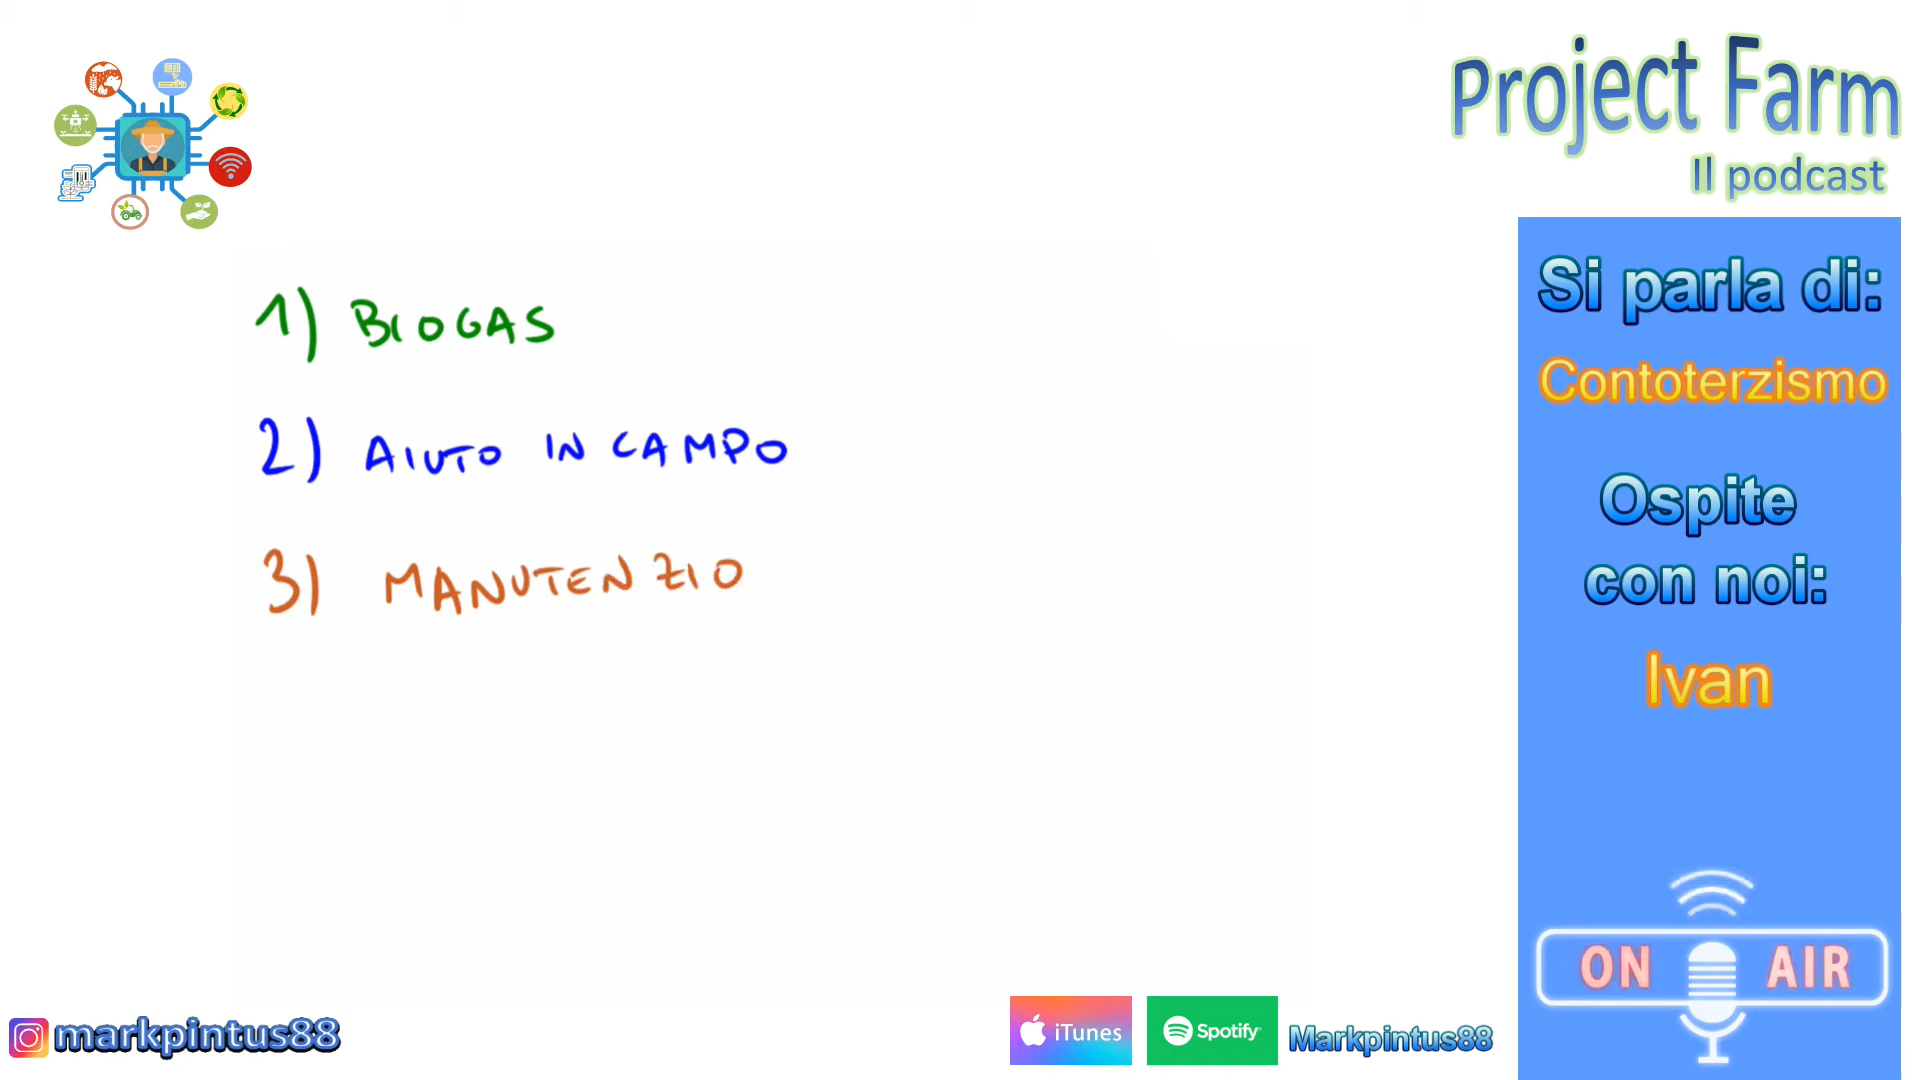 Project Farm
Il podcast
1) BIOGAS
2) AIUTO IN CAMPO
3) MANUTENZIO
Si parla di:
Contoterzismo
Ospite
con noi:
Ivan
ON AIR
markpintus88
iTunes
Spotify
Markpintus88